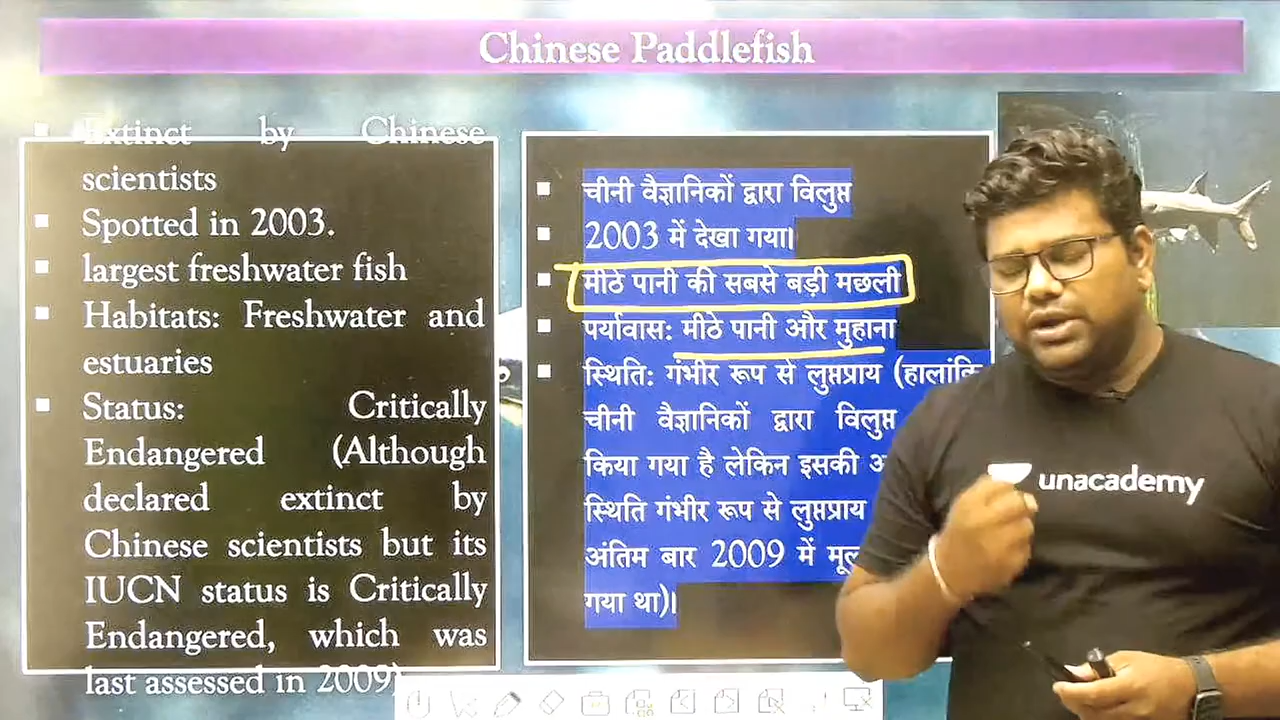 Chinese Paddlefish
Extinct by Chinese
scientists
Spotted in 2003.
largest freshwater fish
Habitats: Freshwater and
estuaries
Status: Critically
Endangered (Although
declared extinct by
Chinese scientists but its
IUCN status is Critically
Endangered, which was
last assessed in 2009)
चीनी वैज्ञानिकों द्वारा विलुप्त
2003 में देखा गया।
मीठे पानी की सबसे बड़ी मछली
पर्यावास: मीठे पानी और मुहाना
स्थिति: गंभीर रूप से लुप्तप्राय (हालांकि
चीनी वैज्ञानिकों द्वारा विलुप्त
किया गया है लेकिन इसकी
स्थिति गंभीर रूप से लुप्तप्राय
अंतिम बार 2009 में
गया था)।
unacademy